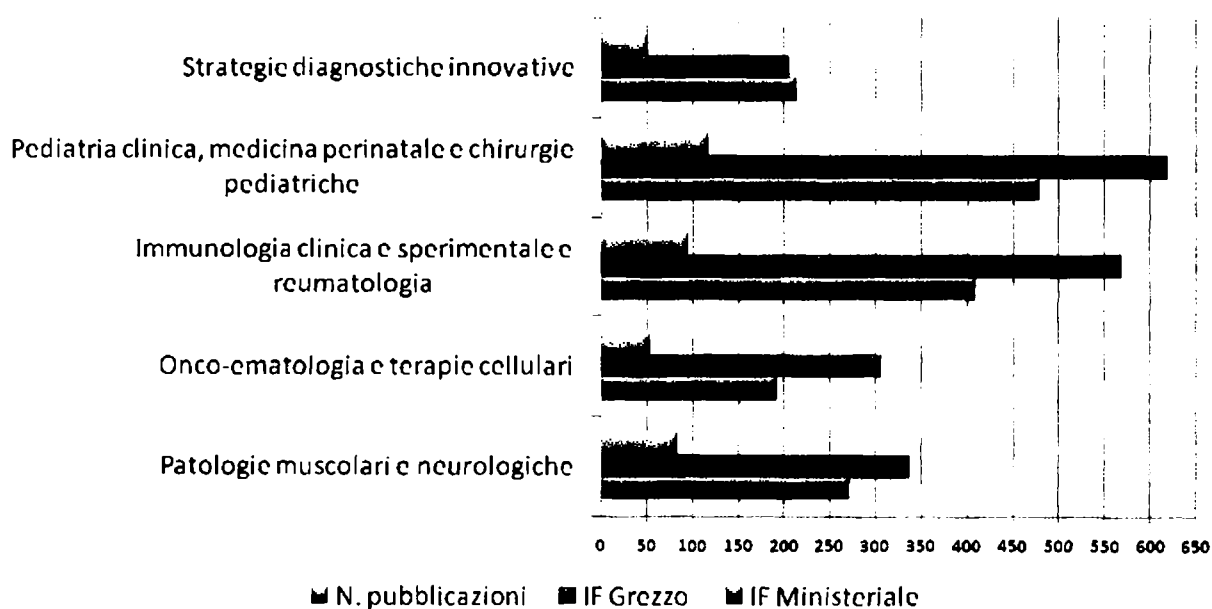 Strategie diagnostiche innovative
Pediatria clinica, medicina perinatale e chirurgie
pediatriche
Immunologia clinica e sperimentale e
reumatologia
Onco-ematologia e terapie cellulari
Patologie muscolari e neurologiche
0 50 100 150 200 250 300 350 400 450 500 550 600 650
N. pubblicazioni IF Grezzo IF Ministeriale